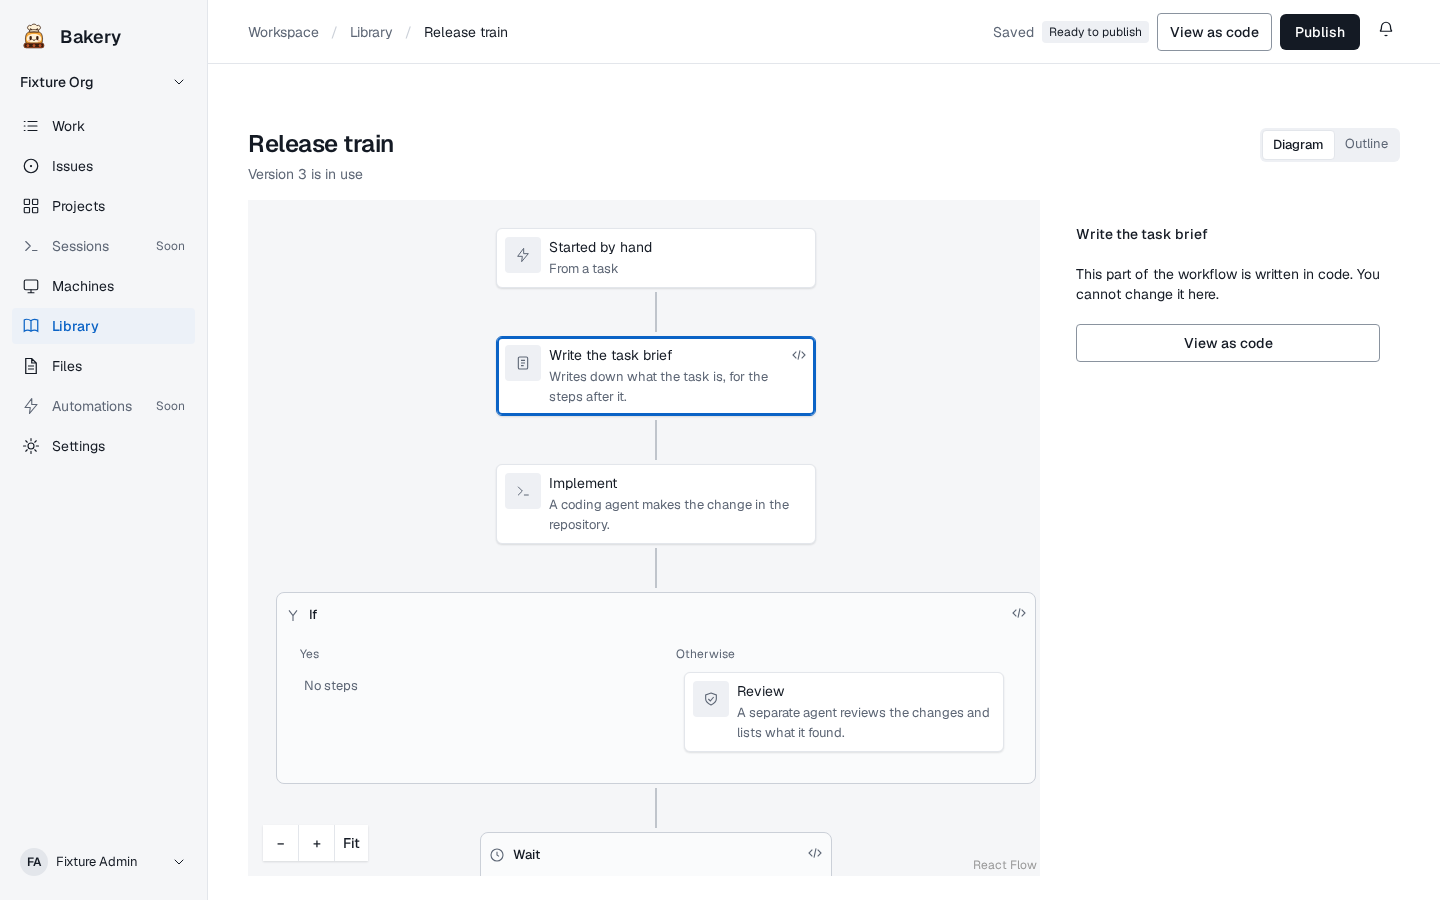 Bakery
Workspace / Library / Release train
Saved
Ready to publish
View as code
Publish
Fixture Org
Work
Issues
Projects
Sessions Soon
Machines
Library
Files
Automations Soon
Settings
FA Fixture Admin
Release train
Version 3 is in use
Diagram
Outline
Started by hand
From a task
Write the task brief
Writes down what the task is, for the
steps after it.
Implement
A coding agent makes the change in the
repository.
If
Yes
Otherwise
No steps
Review
A separate agent reviews the changes and
lists what it found.
Wait
− + Fit
React Flow
Write the task brief
This part of the workflow is written in code. You
cannot change it here.
View as code